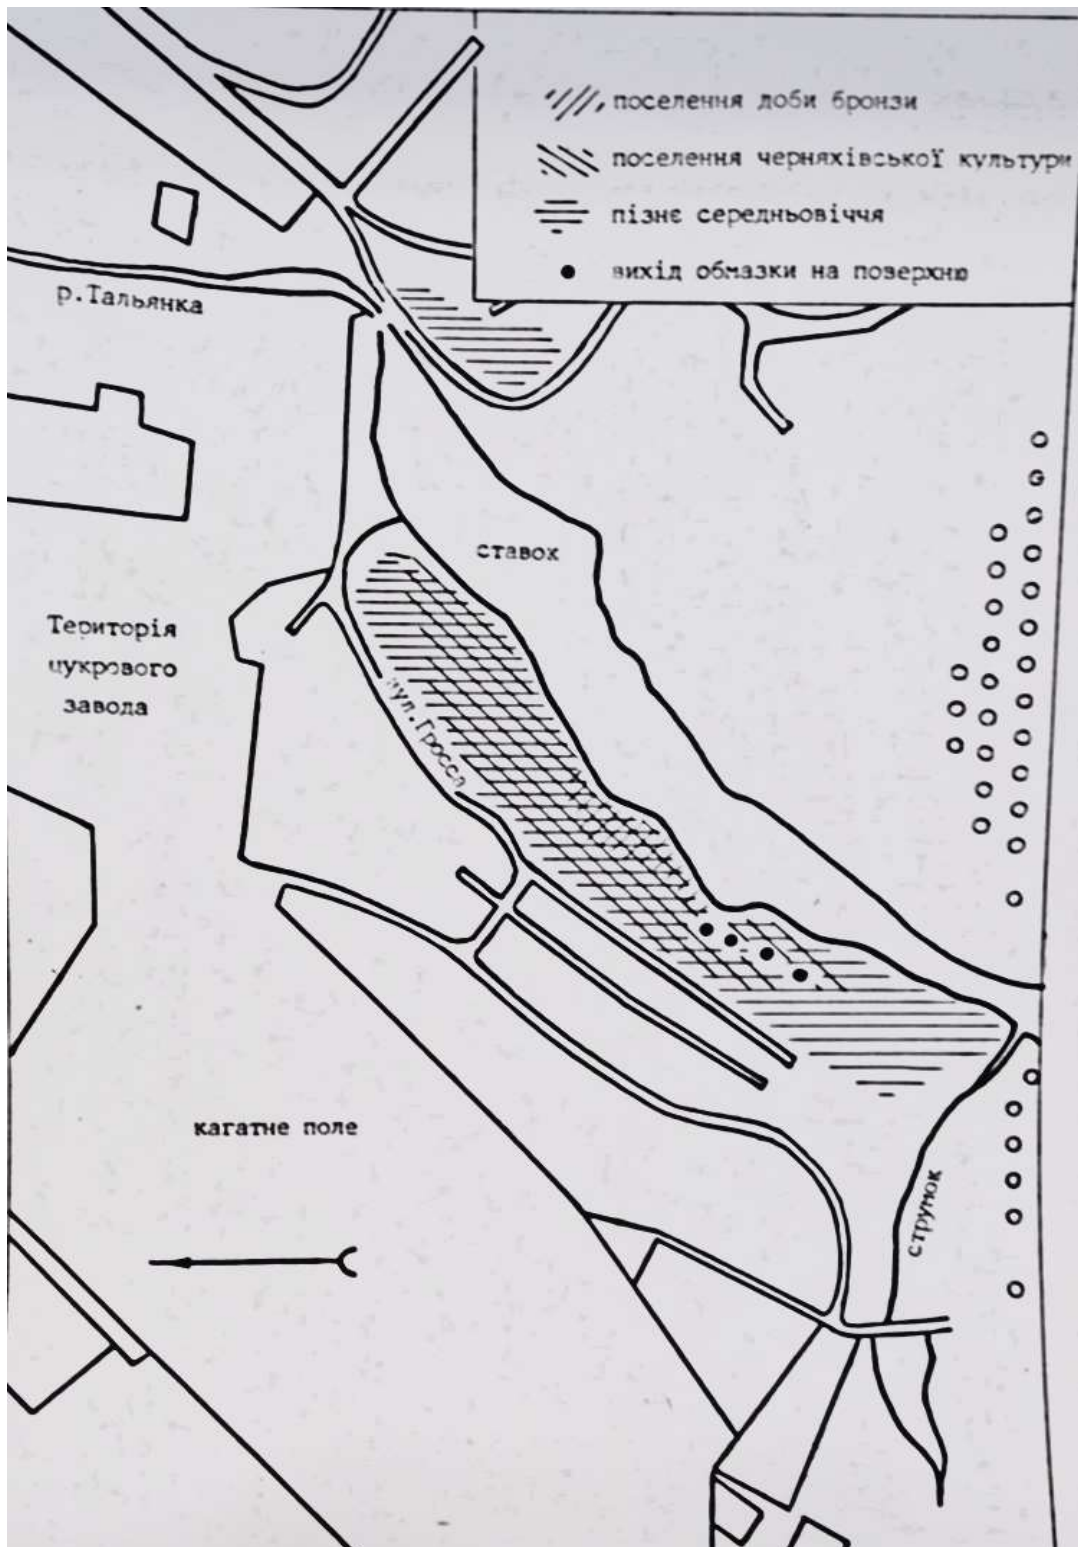 поселення доби бронзи
поселення черняхівської культури
пізнє середньовіччя
вихід обмазки на поверхню
р.Тальянка
ставок
Територія
цукрового
завода
вул.Гросса
кагатне поле
струмок